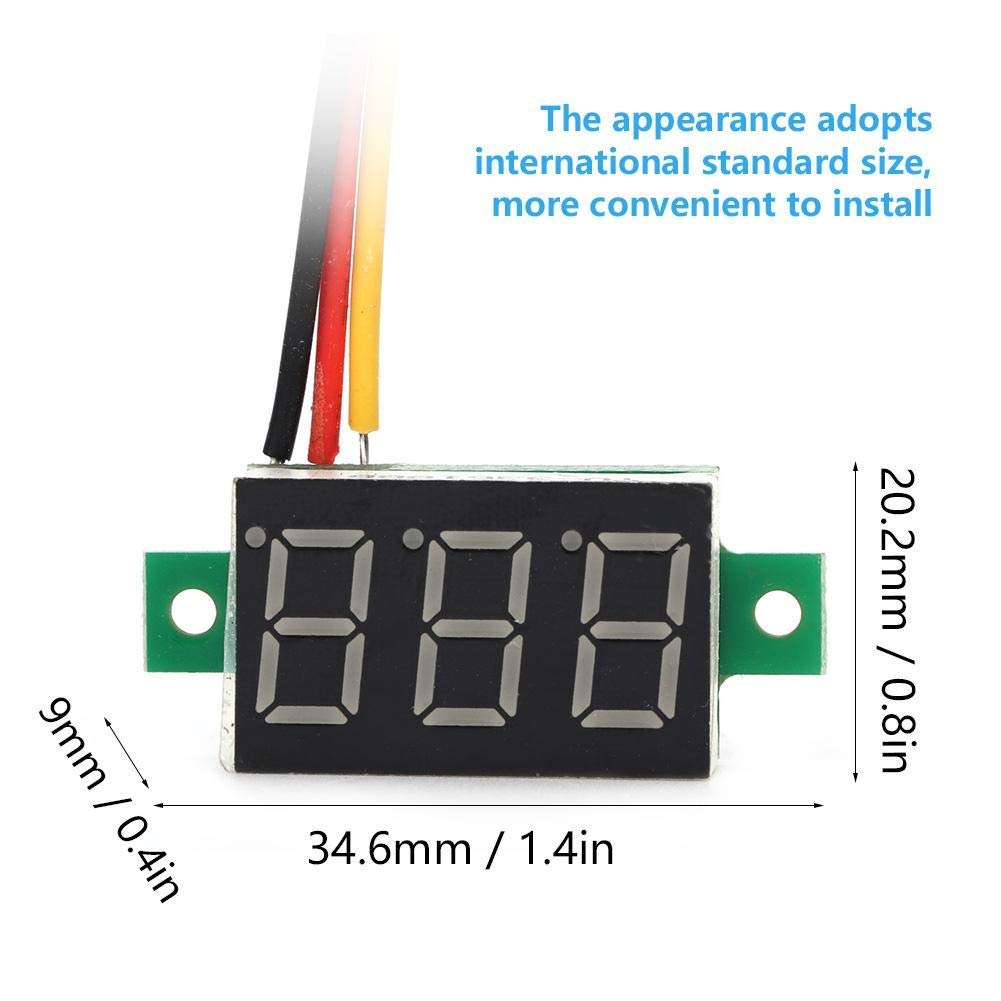 The appearance adopts
international standard size,
more convenient to install
20.2mm / 0.8in
9mm / 0.4in
34.6mm / 1.4in